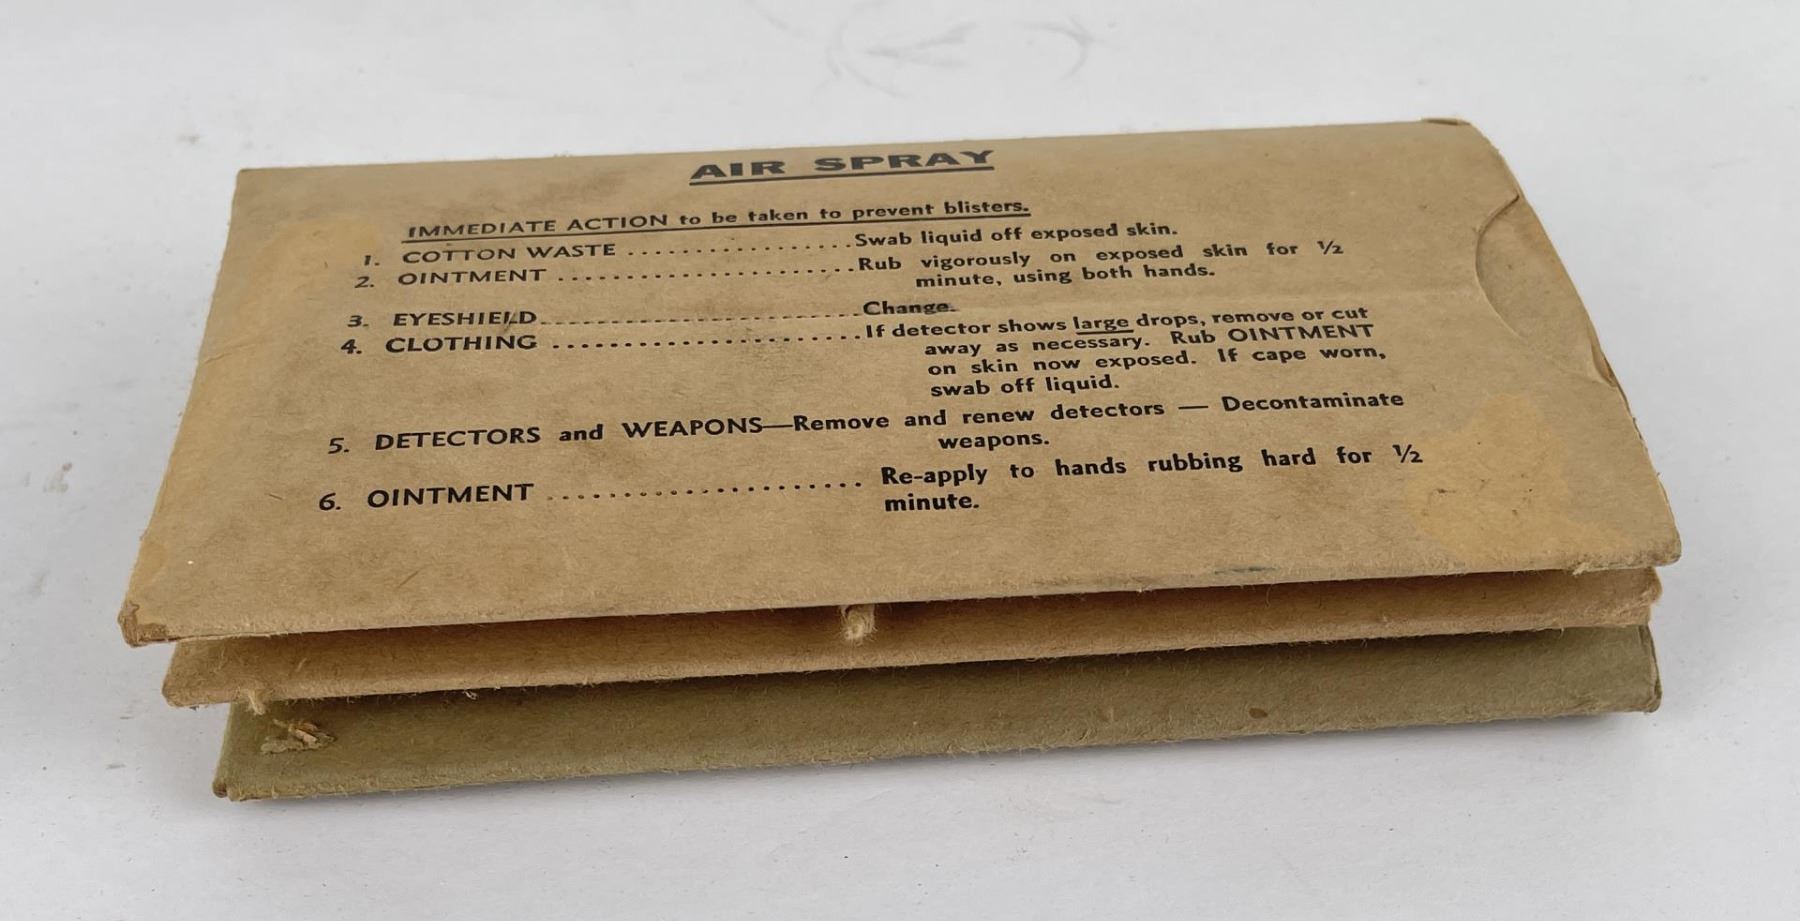 AIR SPRAY
IMMEDIATE ACTION to be taken to prevent blisters.
1. COTTON WASTE ................Swab liquid off exposed skin.
2. OINTMENT .....................Rub vigorously on exposed skin for ½
minute, using both hands.
3. EYESHIELD.......................Change.
4. CLOTHING ......................If detector shows large drops, remove or cut
away as necessary. Rub OINTMENT
on skin now exposed. If cape worn,
swab off liquid.
5. DETECTORS and WEAPONS—Remove and renew detectors — Decontaminate
weapons.
6. OINTMENT ..................... Re-apply to hands rubbing hard for ½
minute.